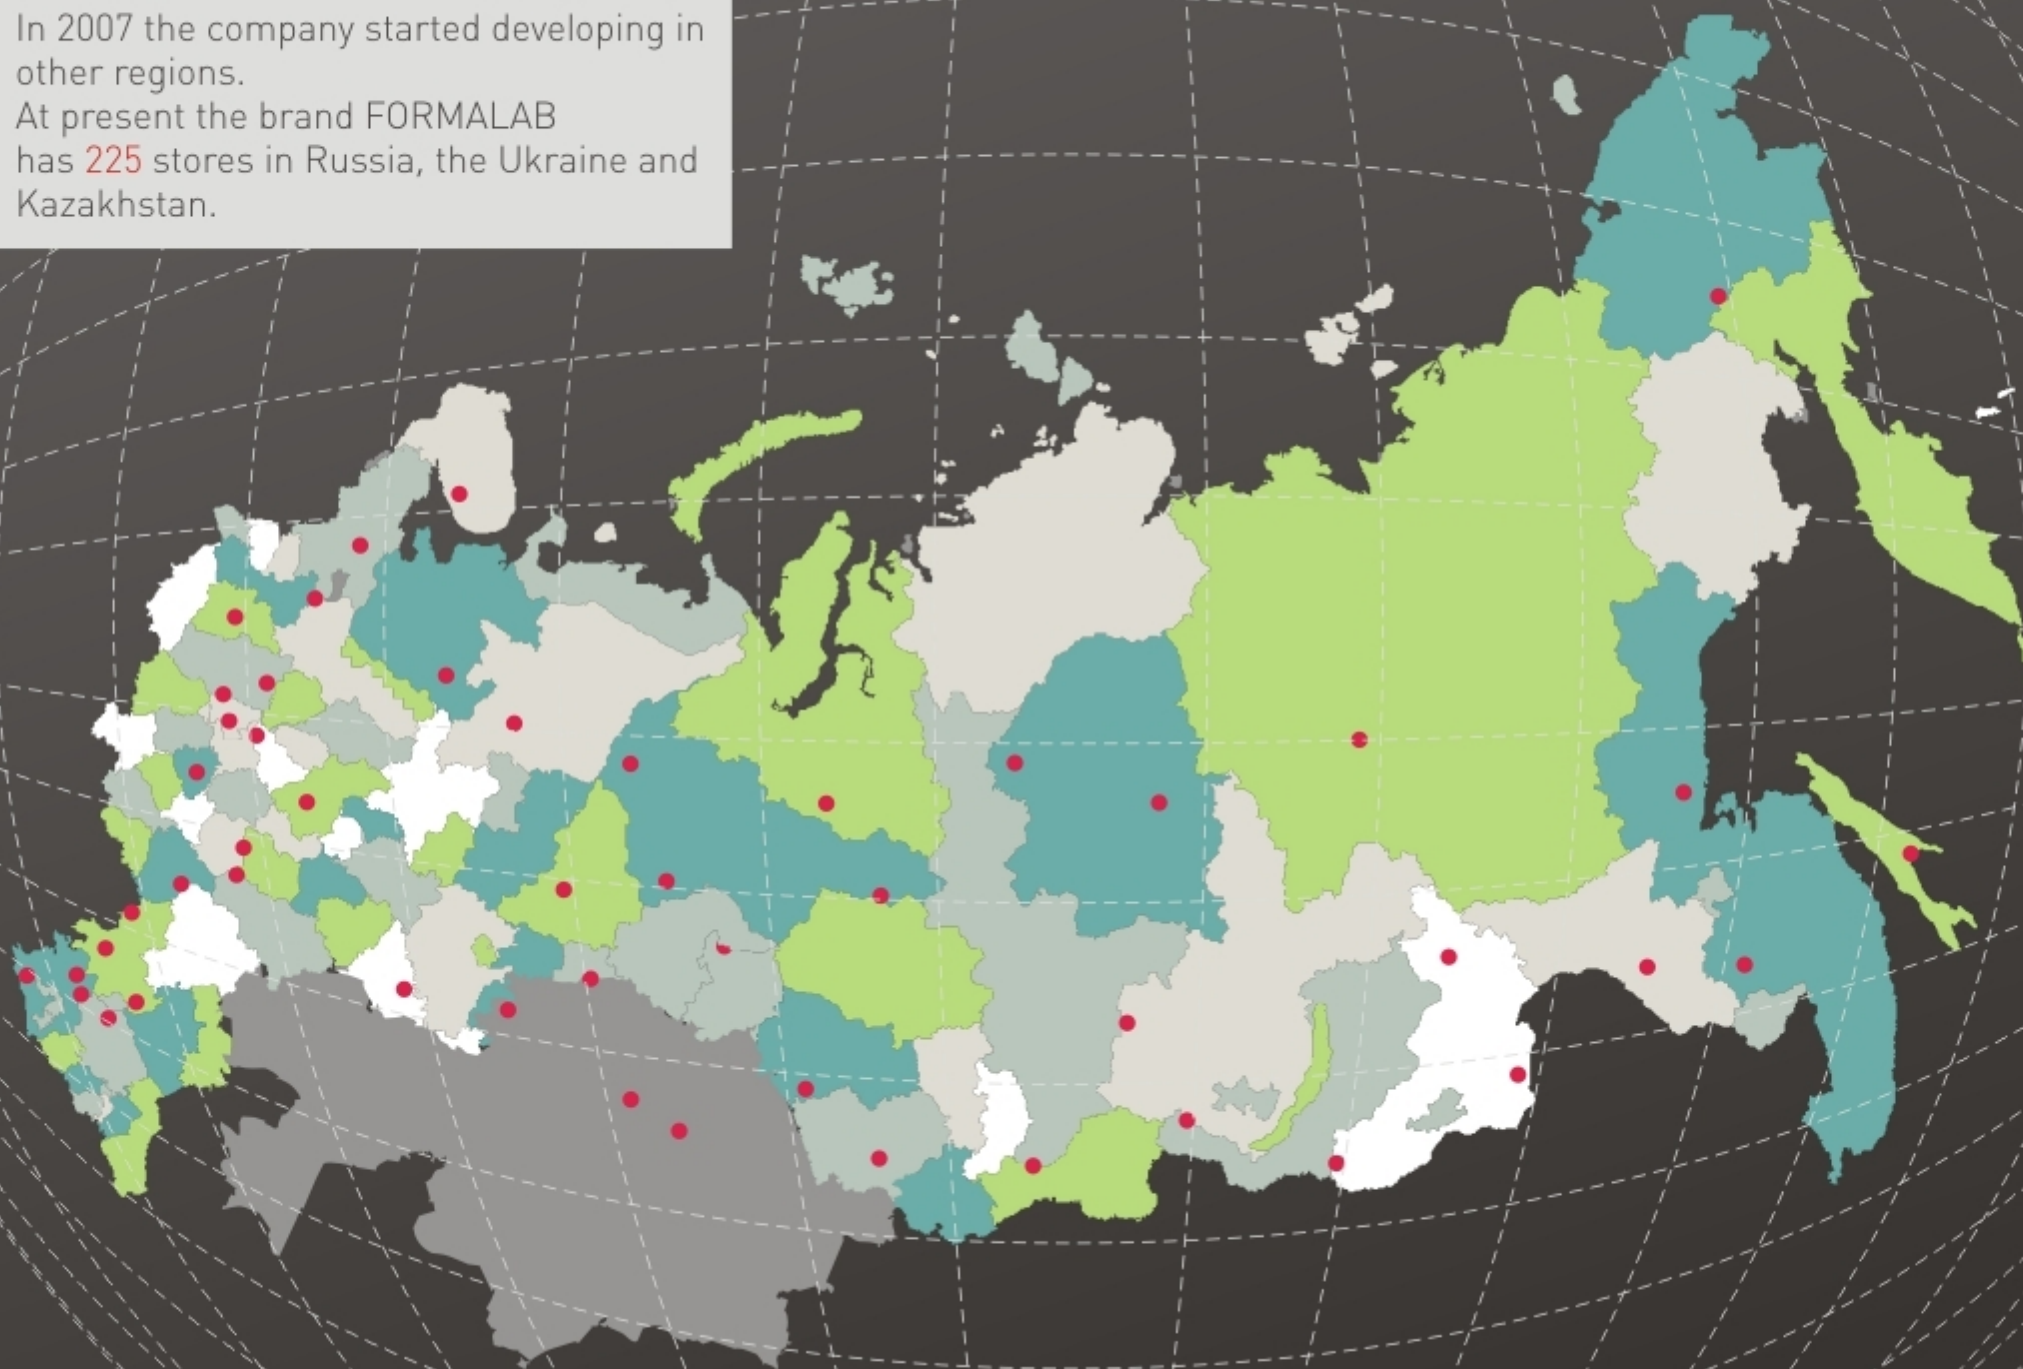 In 2007 the company started developing in
other regions.
At present the brand FORMALAB
has 225 stores in Russia, the Ukraine and
Kazakhstan.